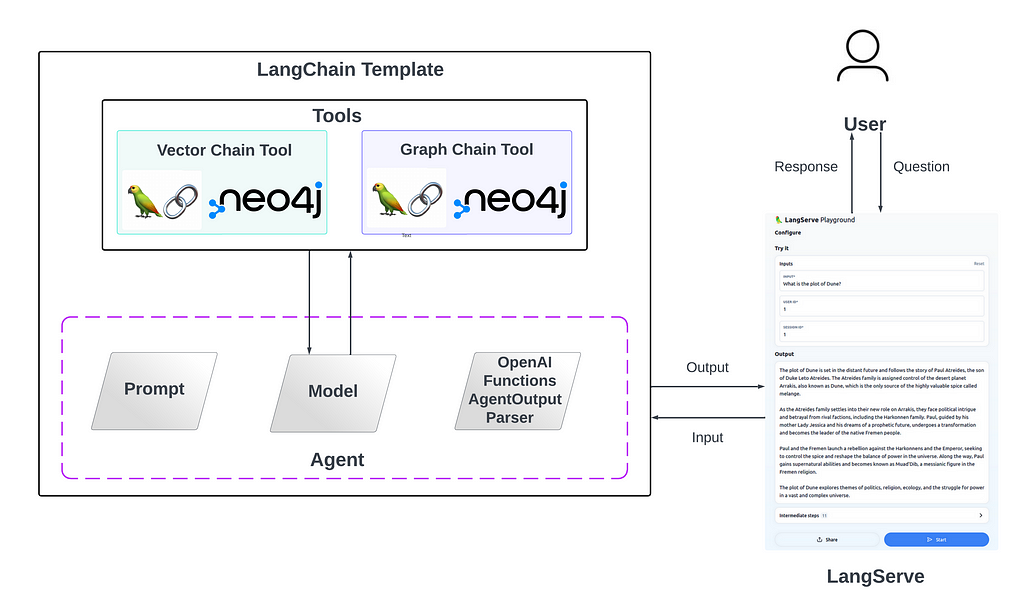 LangChain Template
Tools
Vector Chain Tool
neo4j
Graph Chain Tool
neo4j
Text
Prompt
Model
OpenAI
Functions
AgentOutput
Parser
Agent
Output
Input
User
Response
Question
LangServe Playground
Configure
Try it
Inputs
Reset
INPUT*
What is the plot of Dune?
USER ID*
1
SESSION ID*
1
Output
The plot of Dune is set in the distant future and follows the story of Paul Atreides, the son
of Duke Leto Atreides. The Atreides family is assigned control of the desert planet
Arrakis, also known as Dune, which is the only source of the highly valuable spice called
melange.
As the Atreides family settles into their new role on Arrakis, they face political intrigue
and betrayal from rival factions, including the Harkonnen family. Paul, guided by his
mother Lady Jessica and his dreams of a prophetic future, undergoes a transformation
and becomes the leader of the native Fremen people.
Paul and the Fremen launch a rebellion against the Harkonnens and the Emperor, seeking
to control the spice and reshape the balance of power in the universe. Along the way, Paul
gains supernatural abilities and becomes known as Muad'Dib, a messianic figure in the
Fremen religion.
The plot of Dune explores themes of politics, religion, ecology, and the struggle for power
in a vast and complex universe.
Intermediate steps
Share
Start
LangServe